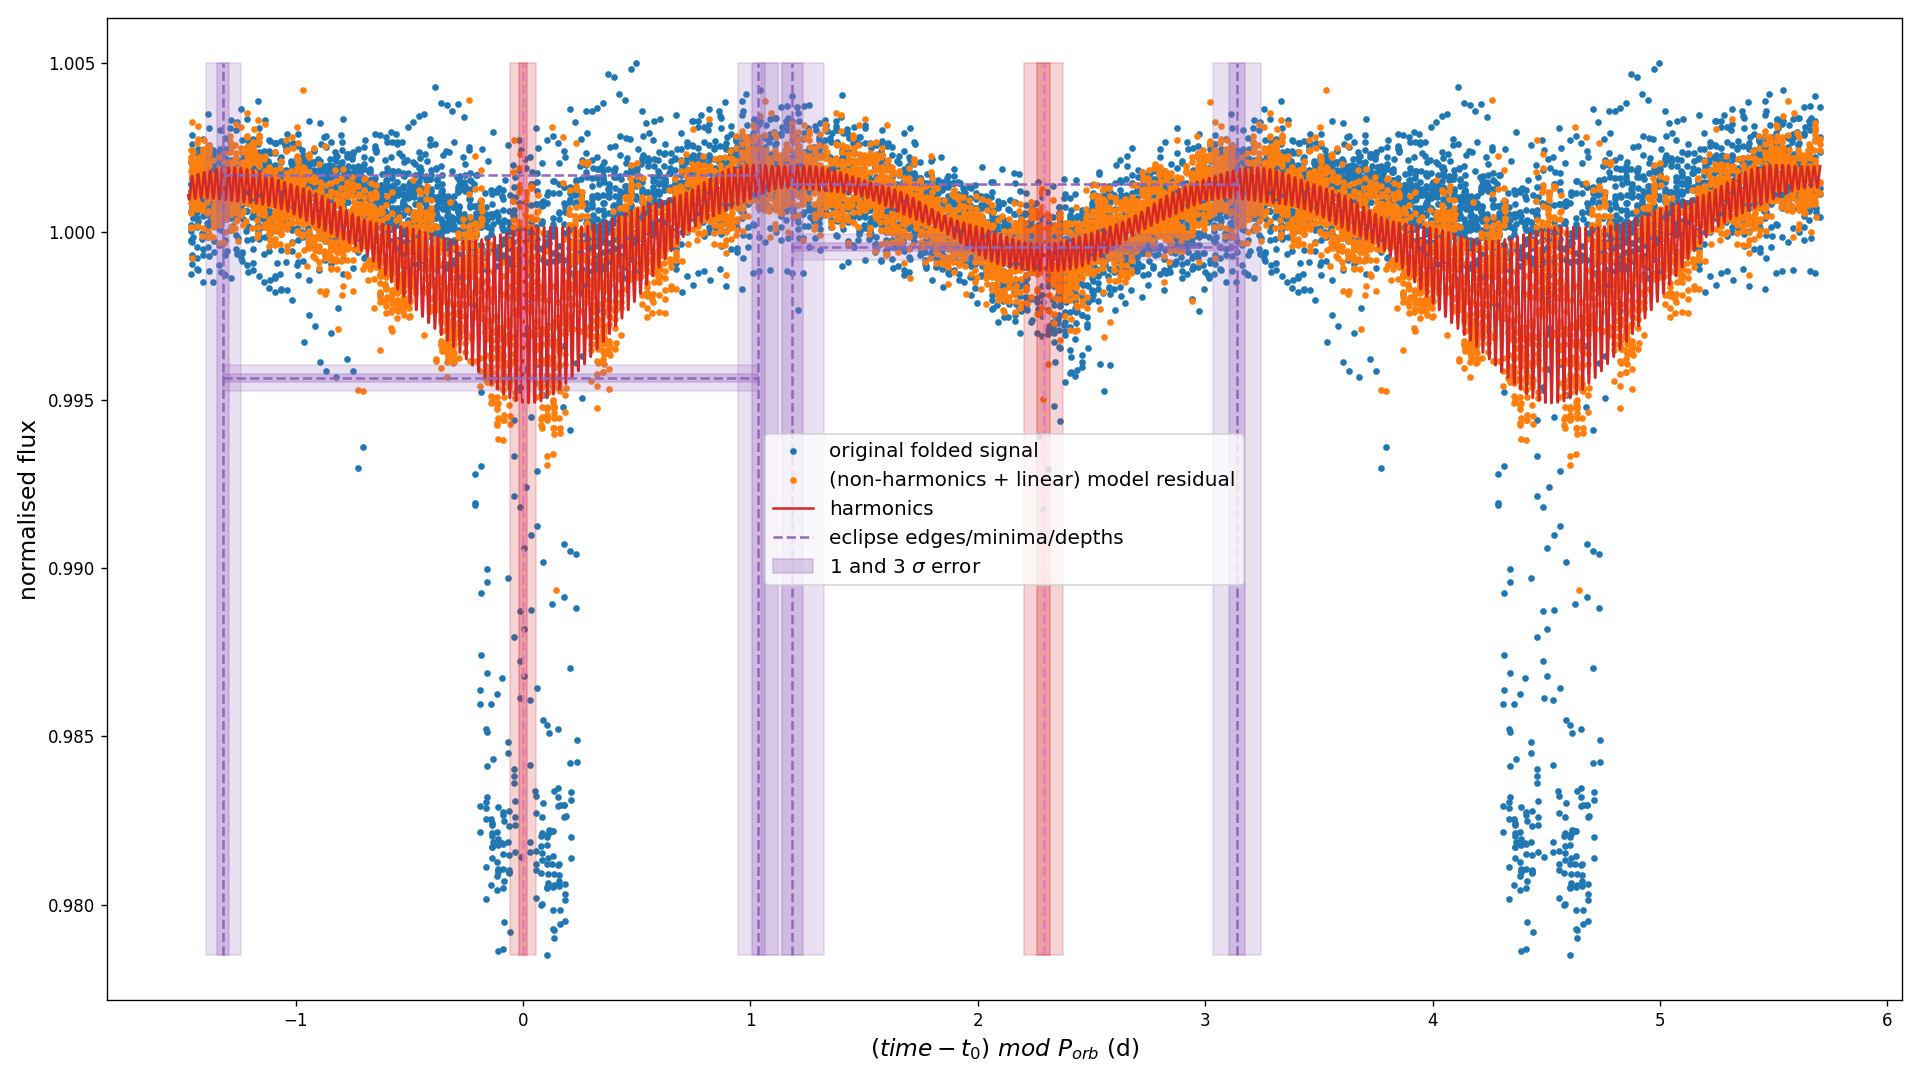 normalised flux
1.005
1.000
0.995
0.990
0.985
0.980
original folded signal
(non-harmonics + linear) model residual
harmonics
eclipse edges/minima/depths
1 and 3 σ error
−1
0
1
2
3
4
5
6
(time − t₀) mod Pₒᵣᵦ (d)